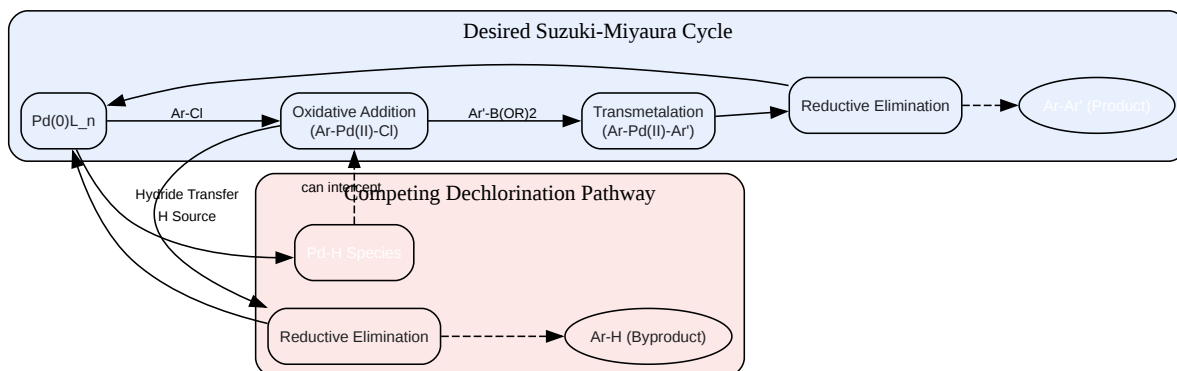 Desired Suzuki-Miyaura Cycle
Pd(0)L_n
Ar-Cl
Oxidative Addition
(Ar-Pd(II)-Cl)
Ar'-B(OR)2
Transmetalation
(Ar-Pd(II)-Ar')
Reductive Elimination
Ar-Ar' (Product)
Hydride Transfer
H Source
can intercept
Competing Dechlorination Pathway
Pd-H Species
Reductive Elimination
Ar-H (Byproduct)